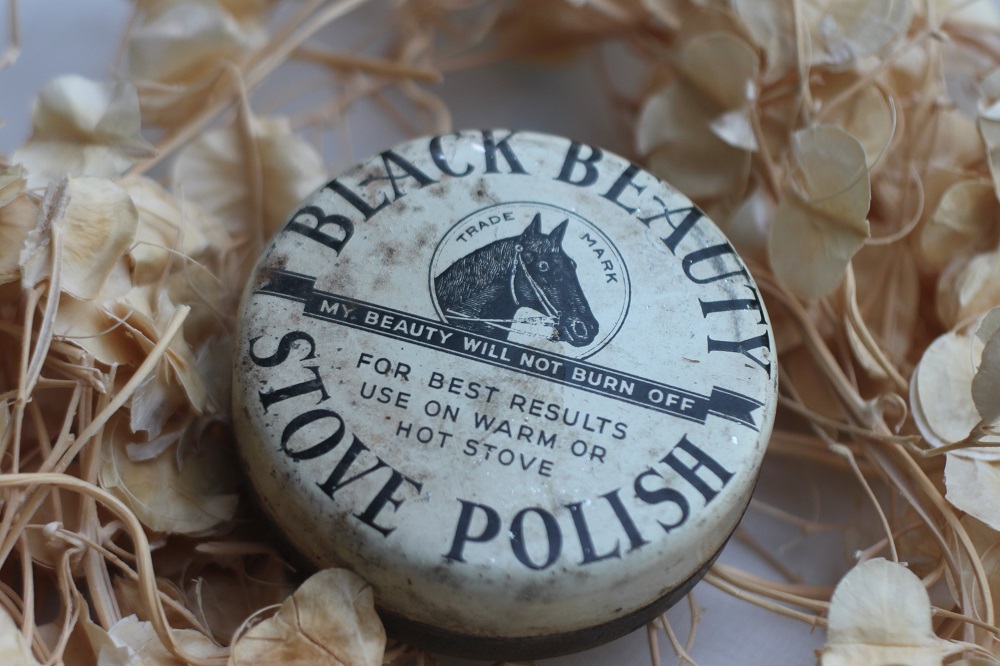 BLACK BEAUTY
TRADE MARK
MY BEAUTY WILL NOT BURN OFF
FOR BEST RESULTS
USE ON WARM OR
HOT STOVE
STOVE POLISH